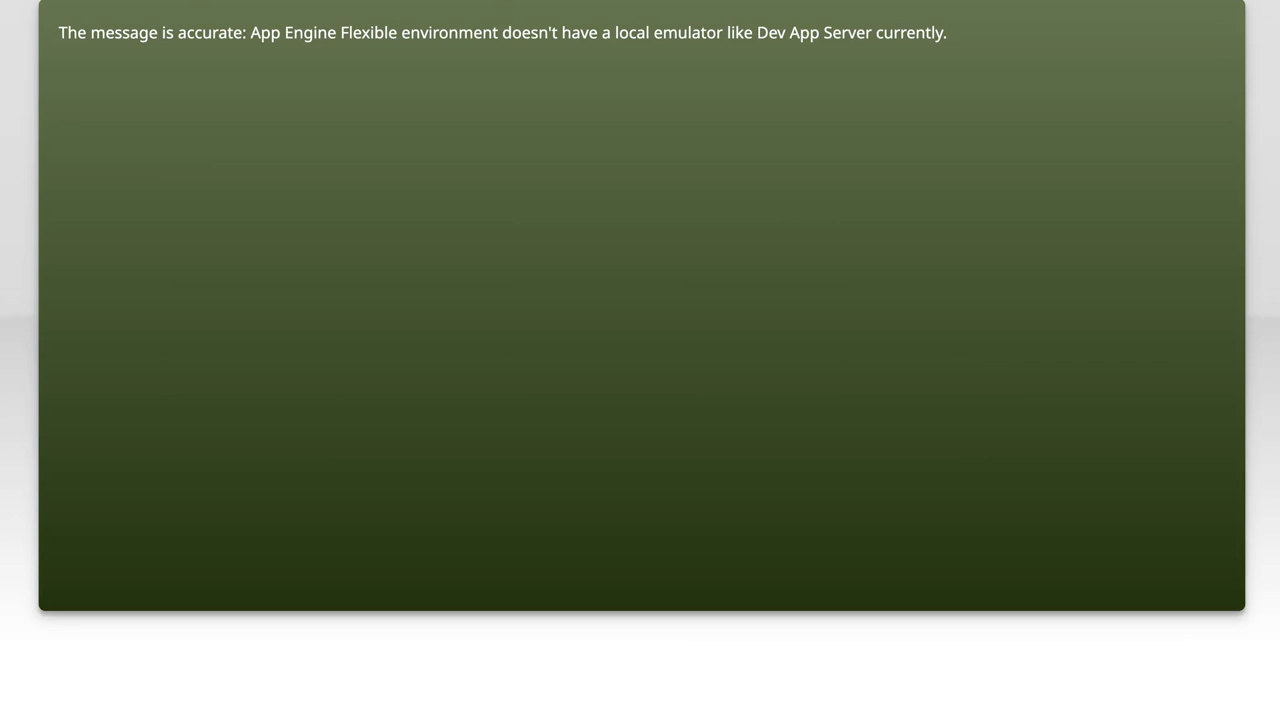 The message is accurate: App Engine Flexible environment doesn't have a local emulator like Dev App Server currently.